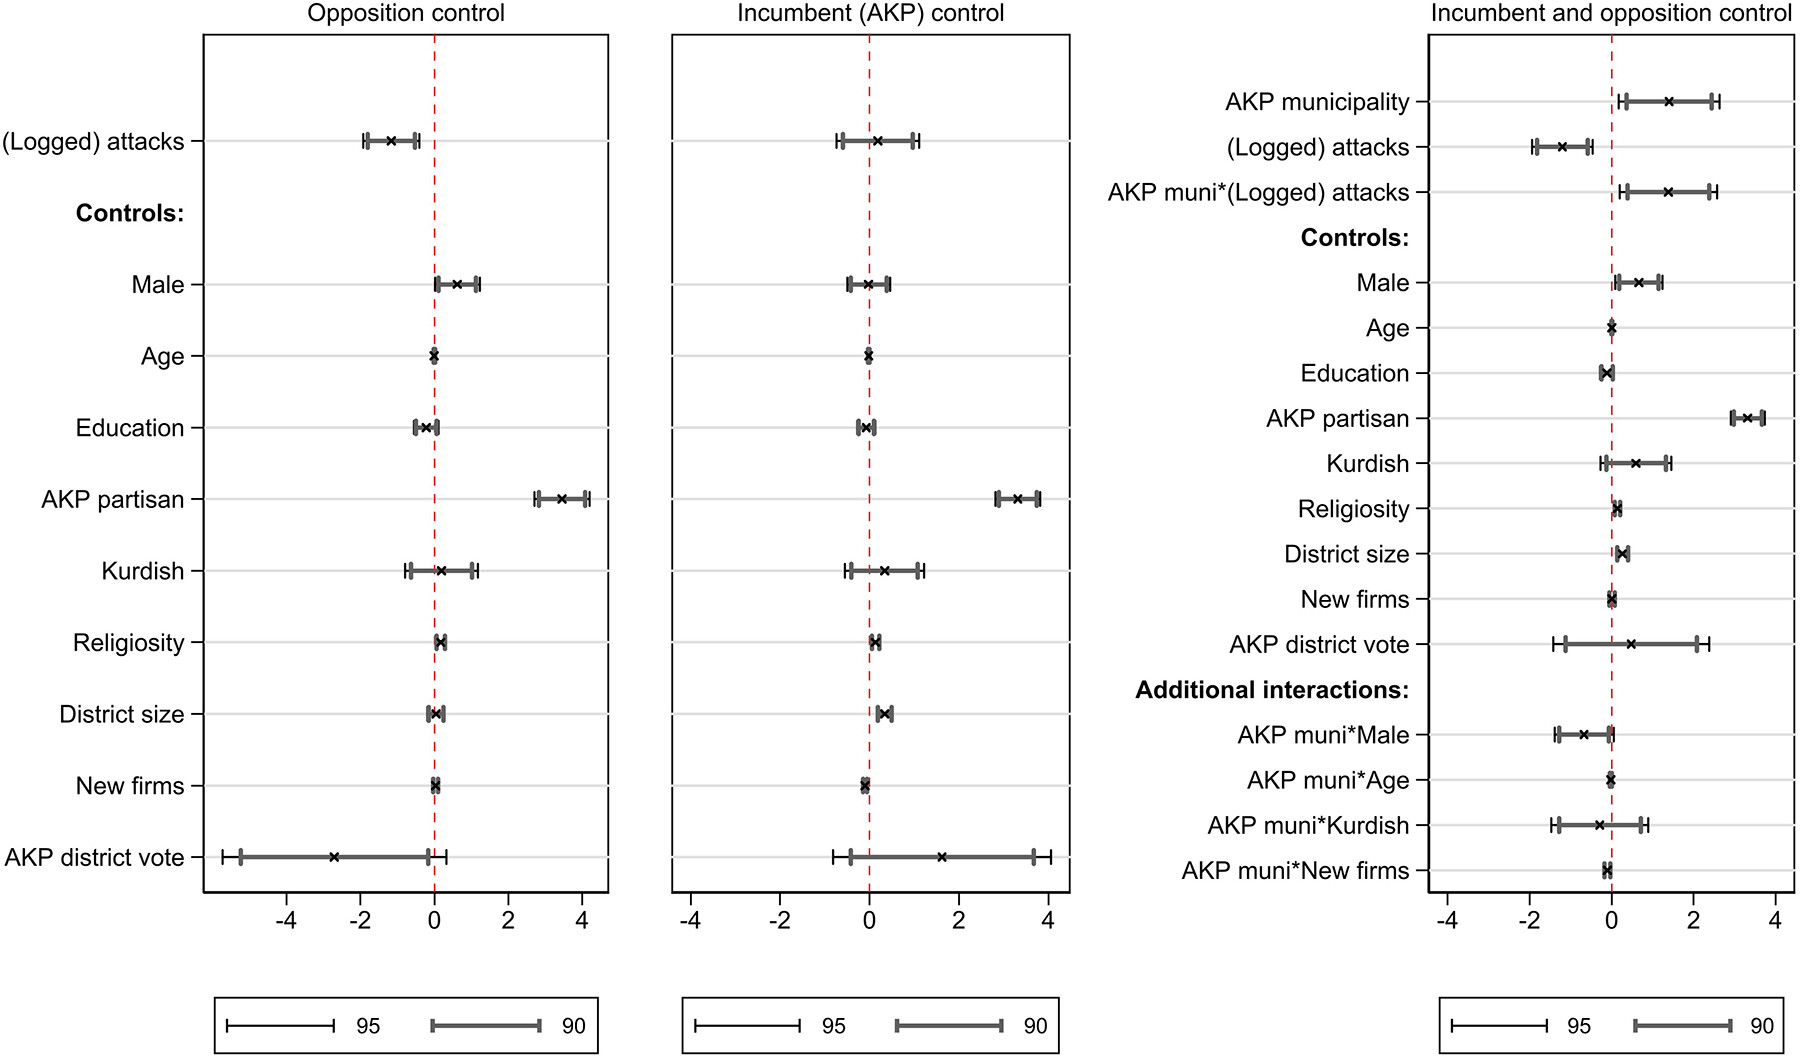 Opposition control
(Logged) attacks
Controls:
Male
Age
Education
AKP partisan
Kurdish
Religiosity
District size
New firms
AKP district vote
-4 -2 0 2 4
95 90
Incumbent (AKP) control
-4 -2 0 2 4
95 90
Incumbent and opposition control
AKP municipality
(Logged) attacks
AKP muni*(Logged) attacks
Controls:
Male
Age
Education
AKP partisan
Kurdish
Religiosity
District size
New firms
AKP district vote
Additional interactions:
AKP muni*Male
AKP muni*Age
AKP muni*Kurdish
AKP muni*New firms
-4 -2 0 2 4
95 90